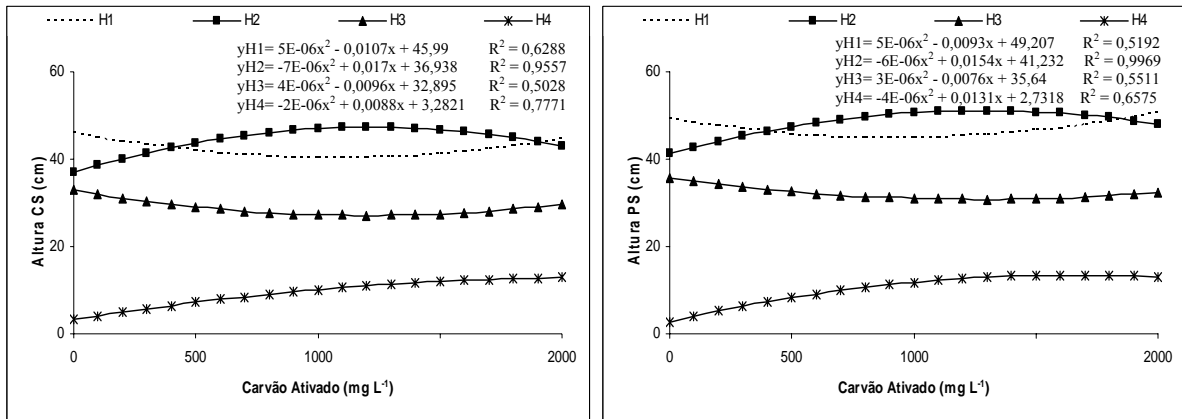 H1 H2 H3 H4
yH1= 5E-06x² - 0,0107x + 45,99 R² = 0,6288
yH2= -7E-06x² + 0,017x + 36,938 R² = 0,9557
yH3= 4E-06x² - 0,0096x + 32,895 R² = 0,5028
yH4= -2E-06x² + 0,0088x + 3,2821 R² = 0,7771
60
40
20
0
Altura CS (cm)
0 500 1000 2000
Carvão Ativado (mg L⁻¹)
H1 H2 H3 H4
yH1= 5E-06x² - 0,0093x + 49,207 R² = 0,5192
yH2= -6E-06x² + 0,0154x + 41,232 R² = 0,9969
yH3= 3E-06x² - 0,0076x + 35,64 R² = 0,5511
yH4= -4E-06x² + 0,0131x + 2,7318 R² = 0,6575
60
40
20
0
Altura PS (cm)
0 500 1000 2000
Carvão Ativado (mg L⁻¹)